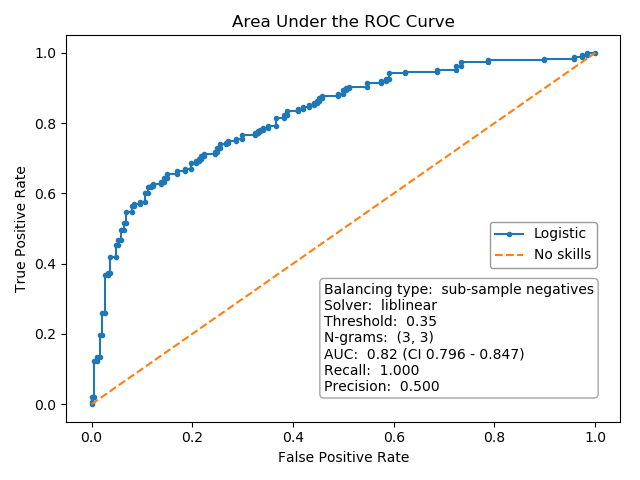 Area Under the ROC Curve
True Positive Rate
1.0
0.8
0.6
0.4
0.2
0.0
Logistic
No skills
Balancing type:  sub-sample negatives
Solver:  liblinear
Threshold:  0.35
N-grams:  (3, 3)
AUC:  0.82 (CI 0.796 - 0.847)
Recall:  1.000
Precision:  0.500
0.0 0.2 0.4 0.6 0.8 1.0
False Positive Rate